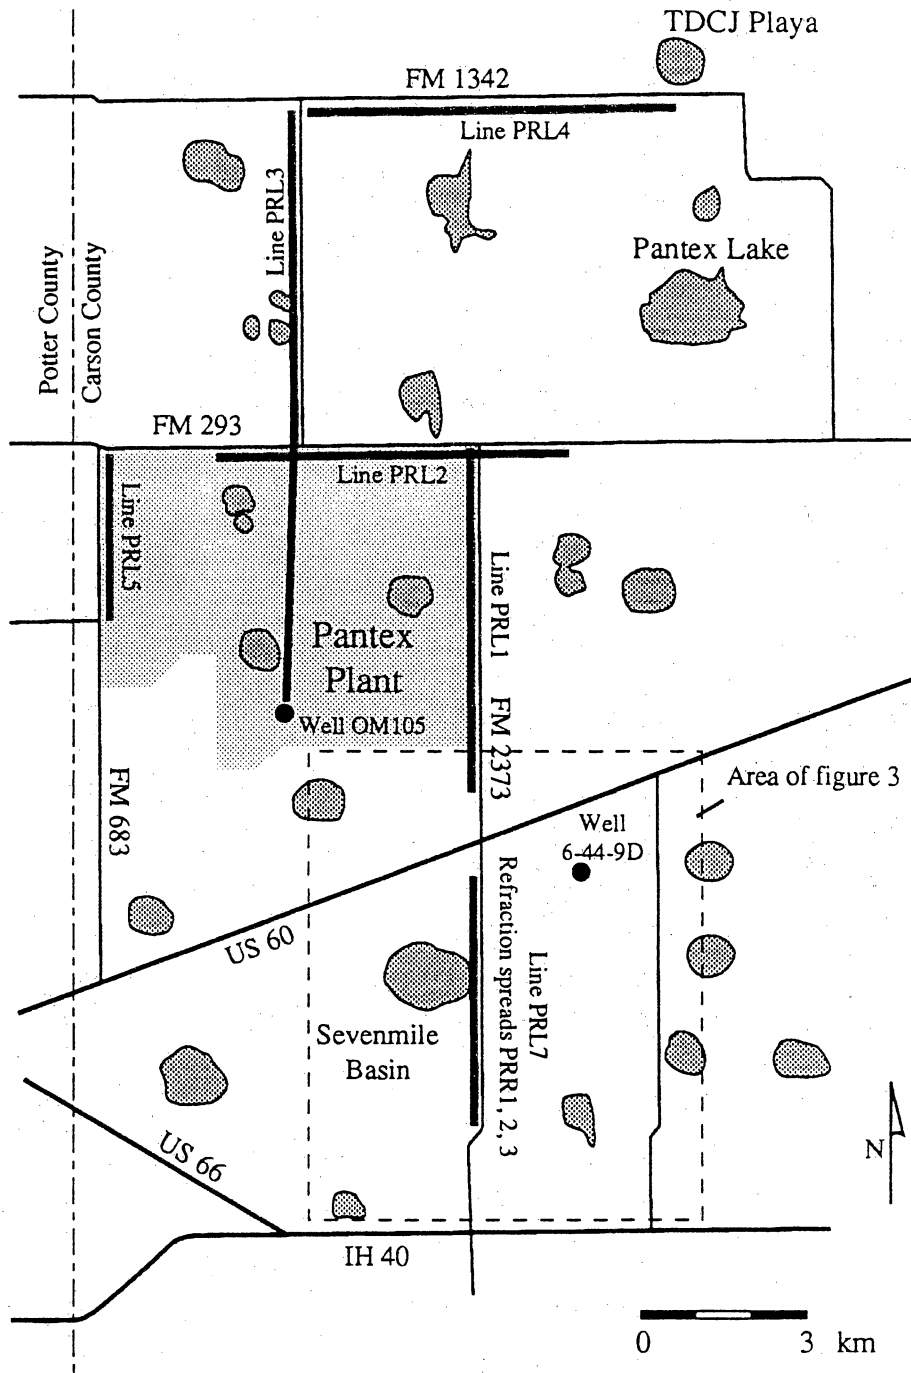 TDCJ Playa
FM 1342
Line PRL4
Line PRL3
Pantex Lake
Potter County
Carson County
FM 293
Line PRL2
Line PRL5
Line PRL1
Pantex
Plant
Well OM105
FM 2373
FM 683
Area of figure 3
Well
6-44-9D
US 60
Refraction spreads PRR1, 2, 3
Line PRL7
Sevenmile
Basin
US 66
N
IH 40
0 3 km